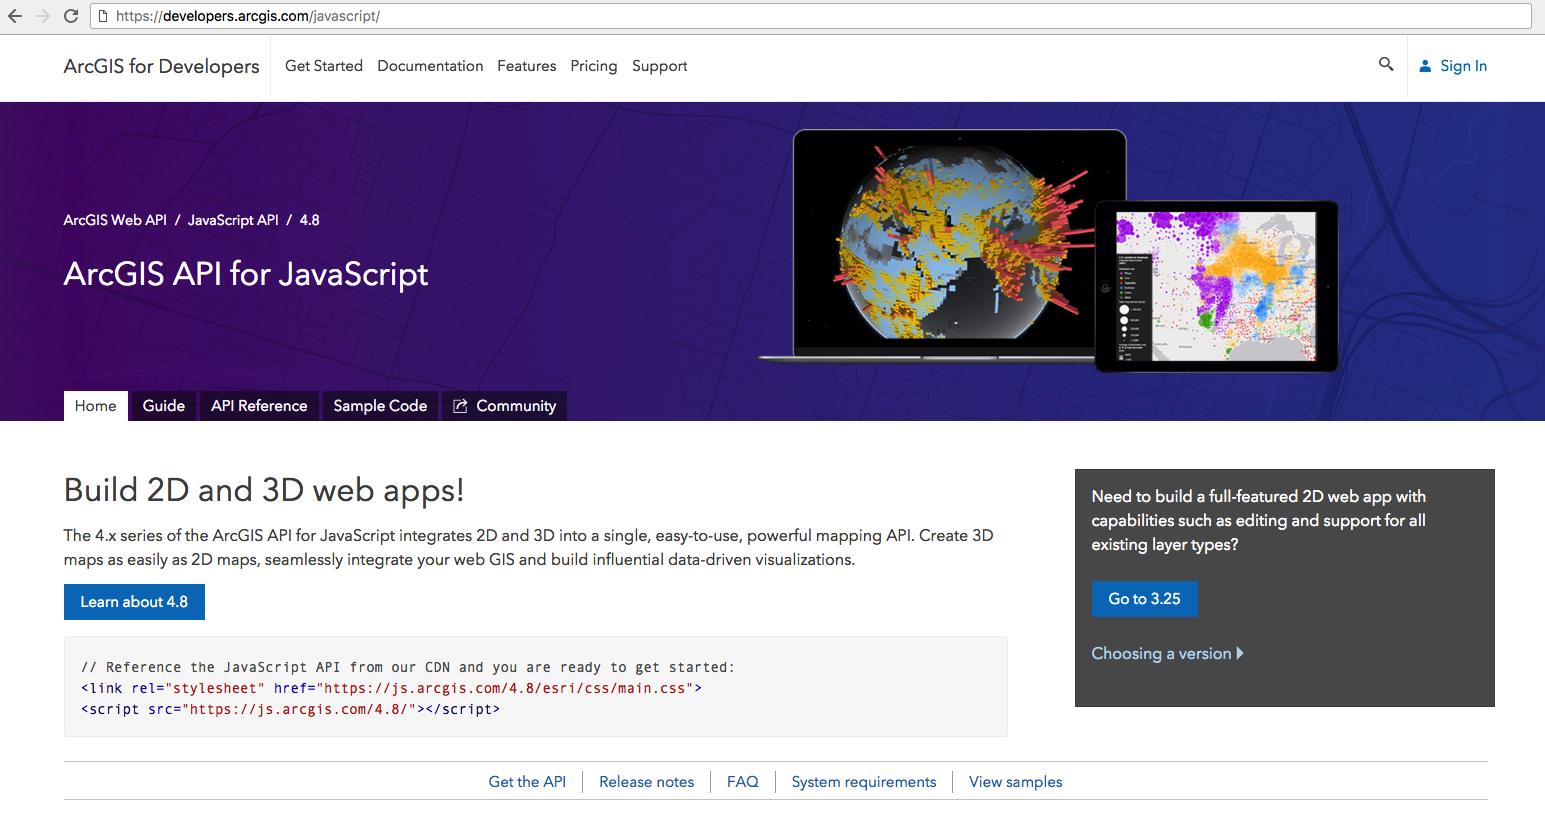 https://developers.arcgis.com/javascript/
ArcGIS for Developers Get Started Documentation Features Pricing Support Sign In
ArcGIS Web API / JavaScript API / 4.8
ArcGIS API for JavaScript
Home Guide API Reference Sample Code Community
Build 2D and 3D web apps!
The 4.x series of the ArcGIS API for JavaScript integrates 2D and 3D into a single, easy-to-use, powerful mapping API. Create 3D
maps as easily as 2D maps, seamlessly integrate your web GIS and build influential data-driven visualizations.
Learn about 4.8
// Reference the JavaScript API from our CDN and you are ready to get started:
<link rel="stylesheet" href="https://js.arcgis.com/4.8/esri/css/main.css">
<script src="https://js.arcgis.com/4.8/"></script>
Need to build a full-featured 2D web app with
capabilities such as editing and support for all
existing layer types?
Go to 3.25
Choosing a version
Get the API Release notes FAQ System requirements View samples